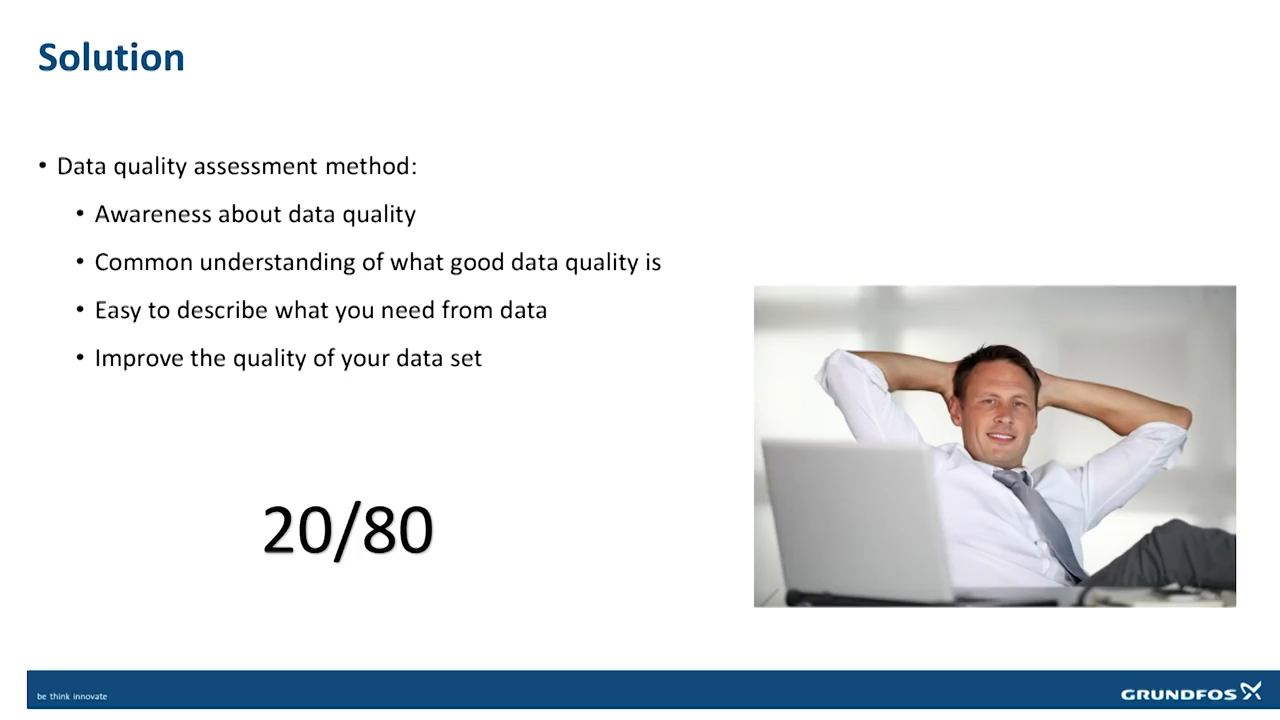 Solution
• Data quality assessment method:
• Awareness about data quality
• Common understanding of what good data quality is
• Easy to describe what you need from data
• Improve the quality of your data set
20/80
be think innovate
GRUNDFOS